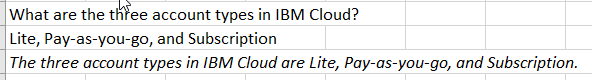 What are the three account types in IBM Cloud?
Lite, Pay-as-you-go, and Subscription
The three account types in IBM Cloud are Lite, Pay-as-you-go, and Subscription.